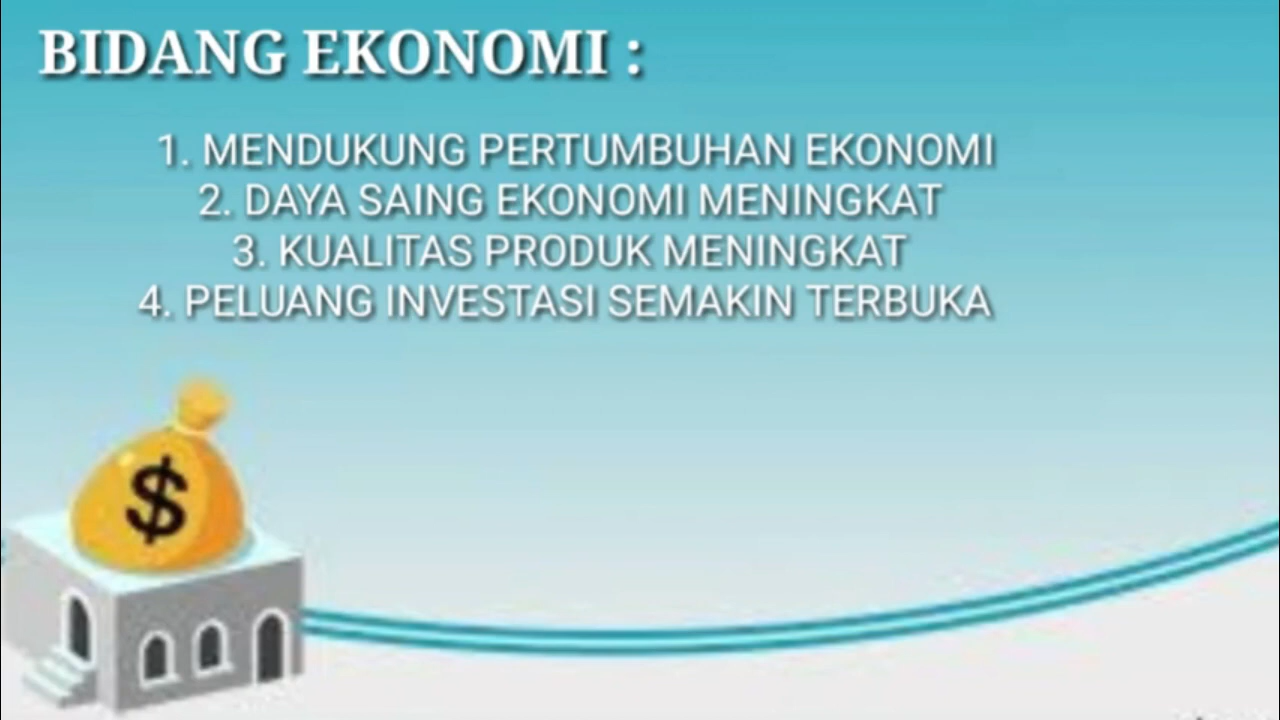 BIDANG EKONOMI :
1. MENDUKUNG PERTUMBUHAN EKONOMI
2. DAYA SAING EKONOMI MENINGKAT
3. KUALITAS PRODUK MENINGKAT
4. PELUANG INVESTASI SEMAKIN TERBUKA
$